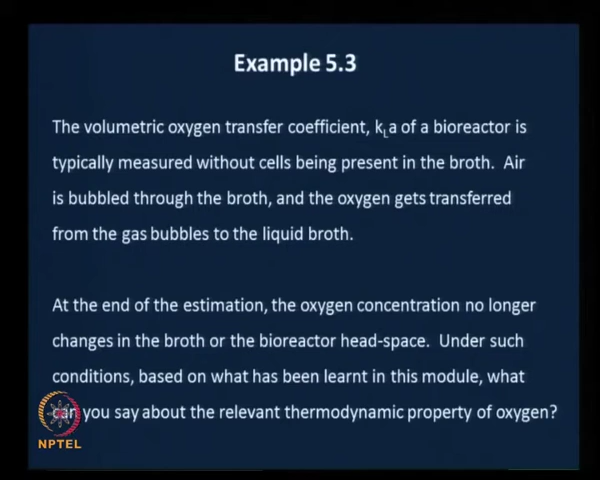 Example 5.3
The volumetric oxygen transfer coefficient, kLa of a bioreactor is
typically measured without cells being present in the broth. Air
is bubbled through the broth, and the oxygen gets transferred
from the gas bubbles to the liquid broth.
At the end of the estimation, the oxygen concentration no longer
changes in the broth or the bioreactor head-space. Under such
conditions, based on what has been learnt in this module, what
can you say about the relevant thermodynamic property of oxygen?
NPTEL